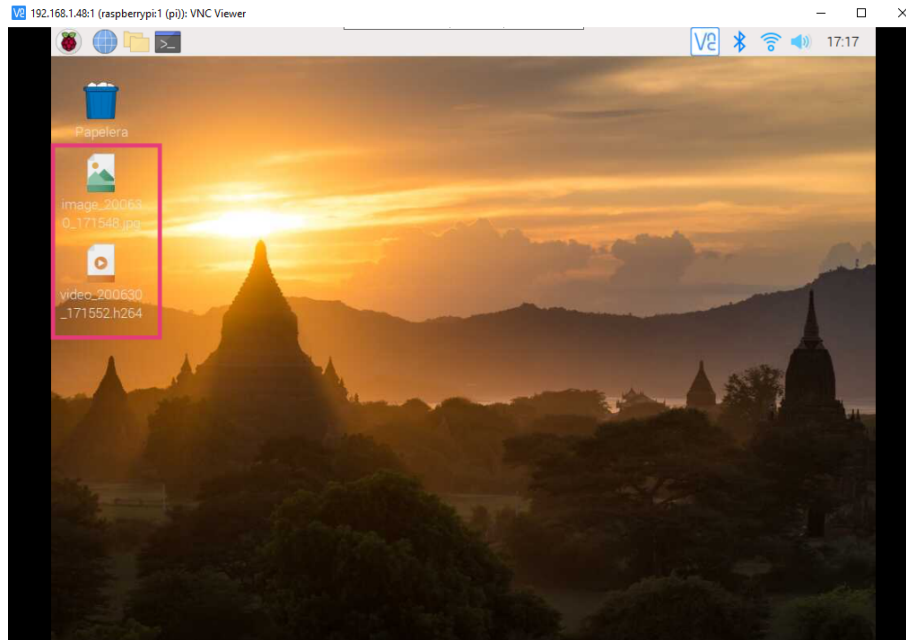 192.168.1.48:1 (raspberrypi:1 (pi)): VNC Viewer
17:17
Papelera
image_20063
0_171548.jpg
video_200630
_171552.h264